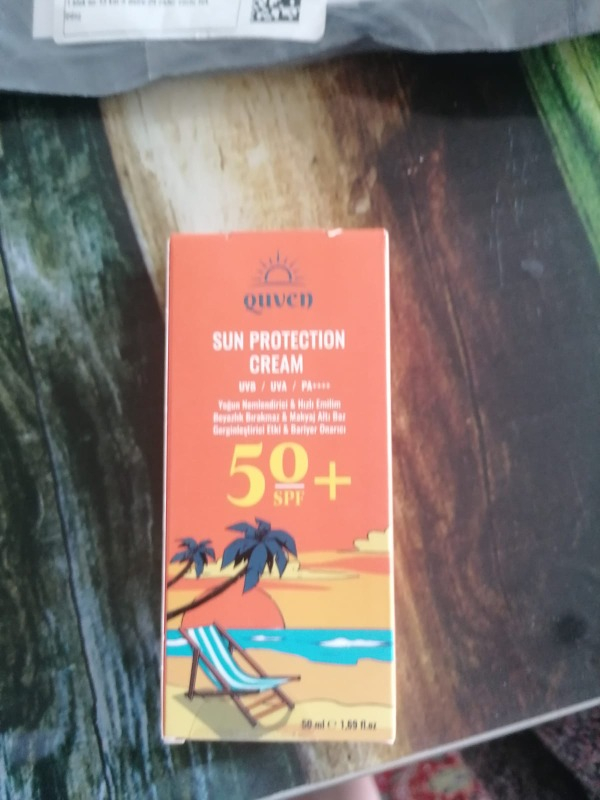 quven
SUN PROTECTION
CREAM
UVB / UVA / PA++++
Yoğun Nemlendirici & Hızlı Emilim
Beyazlık Bırakmaz & Makyaj Altı Baz
Gerginleştirici Etki & Bariyer Onarıcı
50+
SPF
50 ml e 1,69 fl.oz